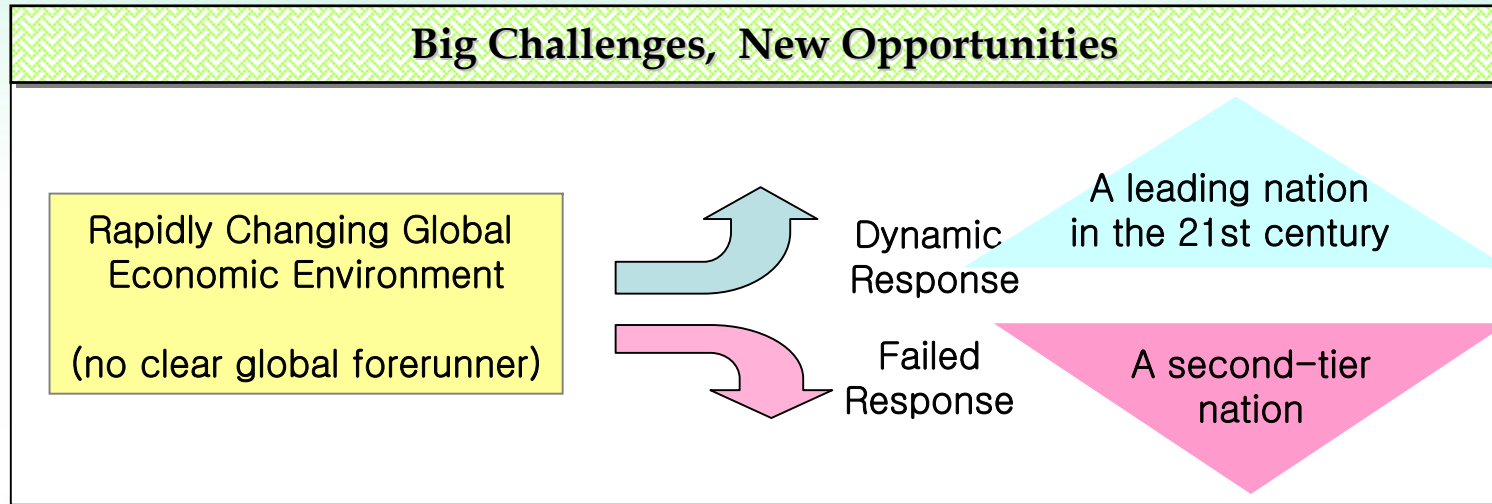 Big Challenges, New Opportunities
Rapidly Changing Global
Economic Environment
(no clear global forerunner)
Dynamic
Response
A leading nation
in the 21st century
Failed
Response
A second-tier
nation